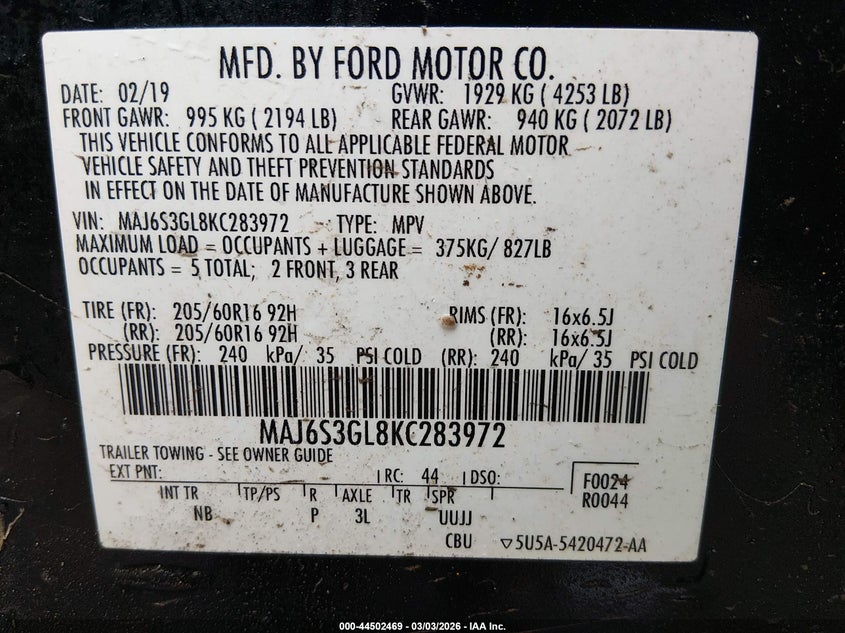 MFD. BY FORD MOTOR CO.
DATE: 02/19 GVWR: 1929 KG ( 4253 LB)
FRONT GAWR: 995 KG ( 2194 LB) REAR GAWR: 940 KG ( 2072 LB)
THIS VEHICLE CONFORMS TO ALL APPLICABLE FEDERAL MOTOR
VEHICLE SAFETY AND THEFT PREVENTION STANDARDS
IN EFFECT ON THE DATE OF MANUFACTURE SHOWN ABOVE.
VIN: MAJ6S3GL8KC283972 TYPE: MPV
MAXIMUM LOAD = OCCUPANTS + LUGGAGE = 375KG/ 827LB
OCCUPANTS = 5 TOTAL; 2 FRONT, 3 REAR
TIRE (FR): 205/60R16 92H RIMS (FR): 16x6.5J
(RR): 205/60R16 92H (RR): 16x6.5J
PRESSURE (FR): 240 kPa/ 35 PSI COLD (RR): 240 kPa/ 35 PSI COLD
MAJ6S3GL8KC283972
TRAILER TOWING - SEE OWNER GUIDE
EXT PNT: RC: 44 DSO: F0024
R0044
INT TR TP/PS R AXLE TR SPR
NB P 3L UUJJ
CBU ▽5U5A-5420472-AA
000-44502469 - 03/03/2026 - IAA Inc.